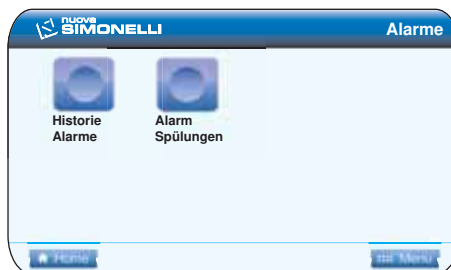 nuova
SIMONELLI
Alarme
Historie
Alarme
Alarm
Spülungen
Home
Menu